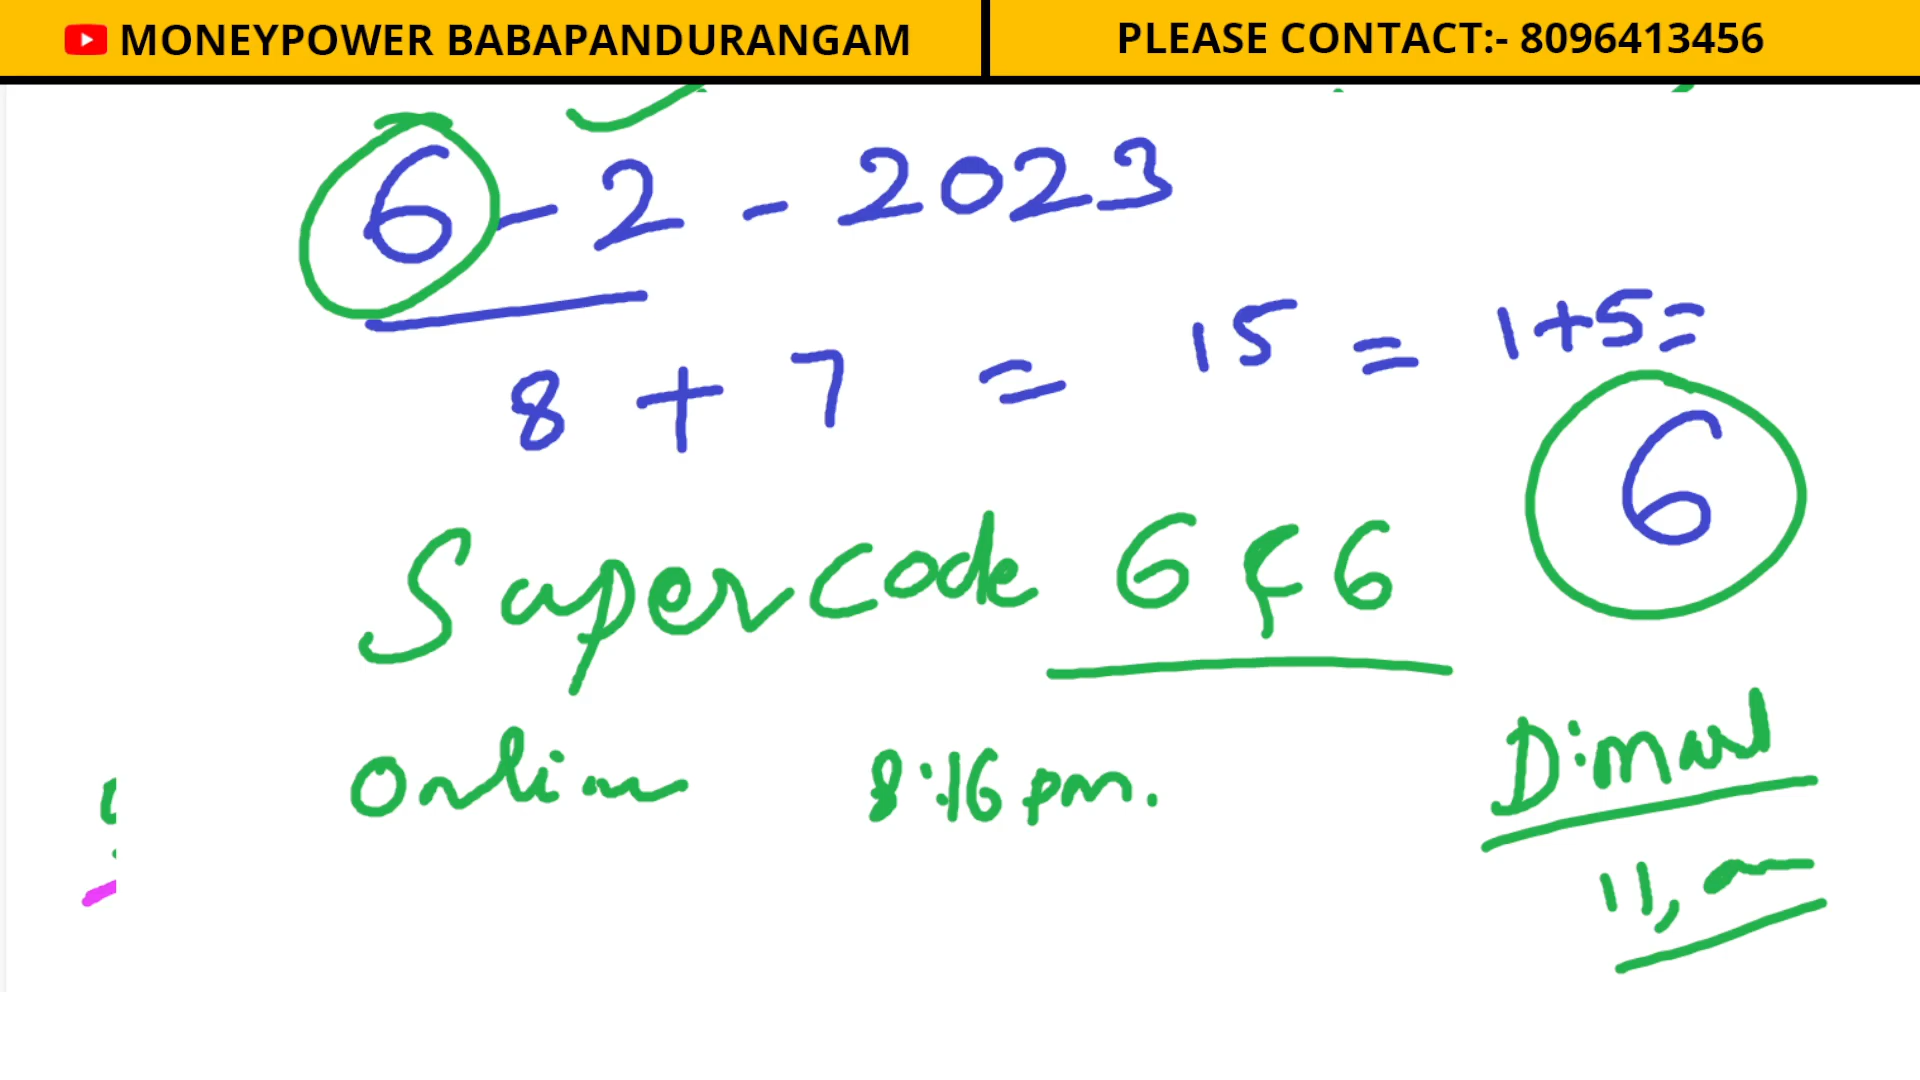 MONEYPOWER BABAPANDURANGAM
PLEASE CONTACT:- 8096413456
6 - 2 - 2023
8 + 7 = 15 = 1+5=
6
Supercode 6 & 6
Online 8:16 pm.
D:mart
11, am